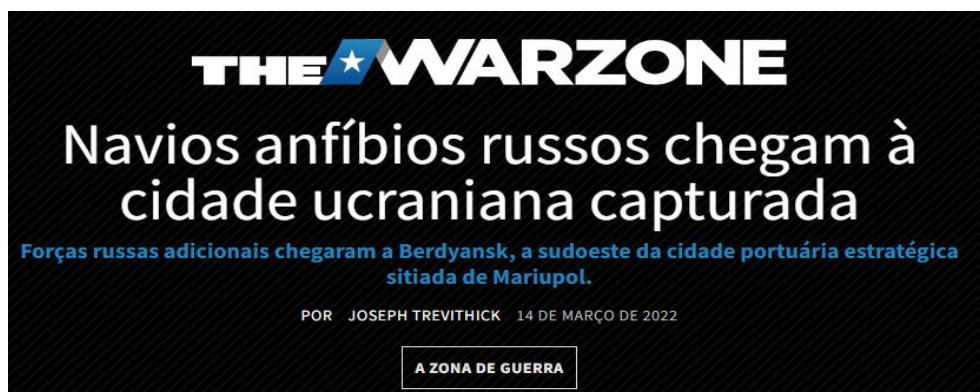 THE WARZONE
Navios anfíbios russos chegam à
cidade ucraniana capturada
Forças russas adicionais chegaram a Berdyansk, a sudoeste da cidade portuária estratégica
sitiada de Mariupol.
POR JOSEPH TREVITHICK 14 DE MARÇO DE 2022
A ZONA DE GUERRA